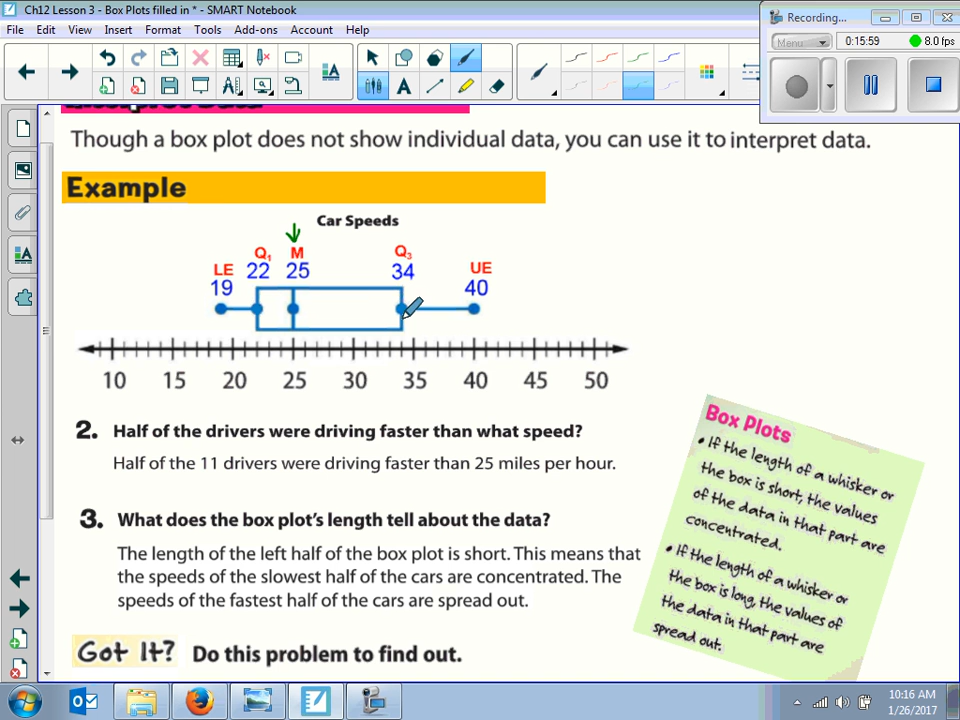 Ch12 Lesson 3 - Box Plots filled in * - SMART Notebook
File Edit View Insert Format Tools Add-ons Account Help
Recording...
Menu
0:15:59
8.0 fps
Interpret Data
Though a box plot does not show individual data, you can use it to interpret data.
Example
Car Speeds
Q1 M Q3
LE 22 25 34 UE
19 40
10 15 20 25 30 35 40 45 50
2. Half of the drivers were driving faster than what speed?
Half of the 11 drivers were driving faster than 25 miles per hour.
3. What does the box plot's length tell about the data?
The length of the left half of the box plot is short. This means that
the speeds of the slowest half of the cars are concentrated. The
speeds of the fastest half of the cars are spread out.
Got It? Do this problem to find out.
Box Plots
• If the length of a whisker or
the box is short, the values
of the data in that part are
concentrated.
• If the length of a whisker or
the box is long, the values of
the data in that part are
spread out.
10:16 AM
1/26/2017